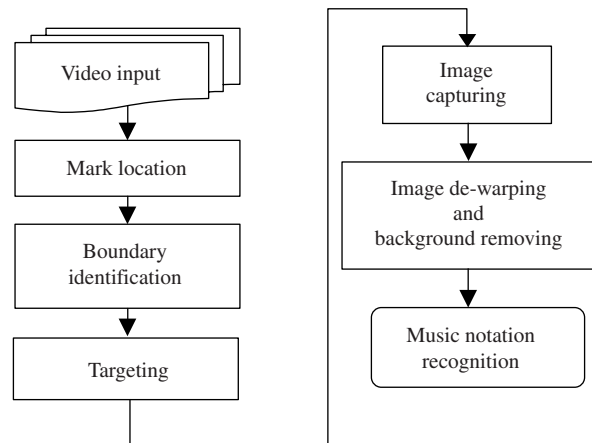 Video input
Mark location
Boundary
identification
Targeting
Image
capturing
Image de-warping
and
background removing
Music notation
recognition